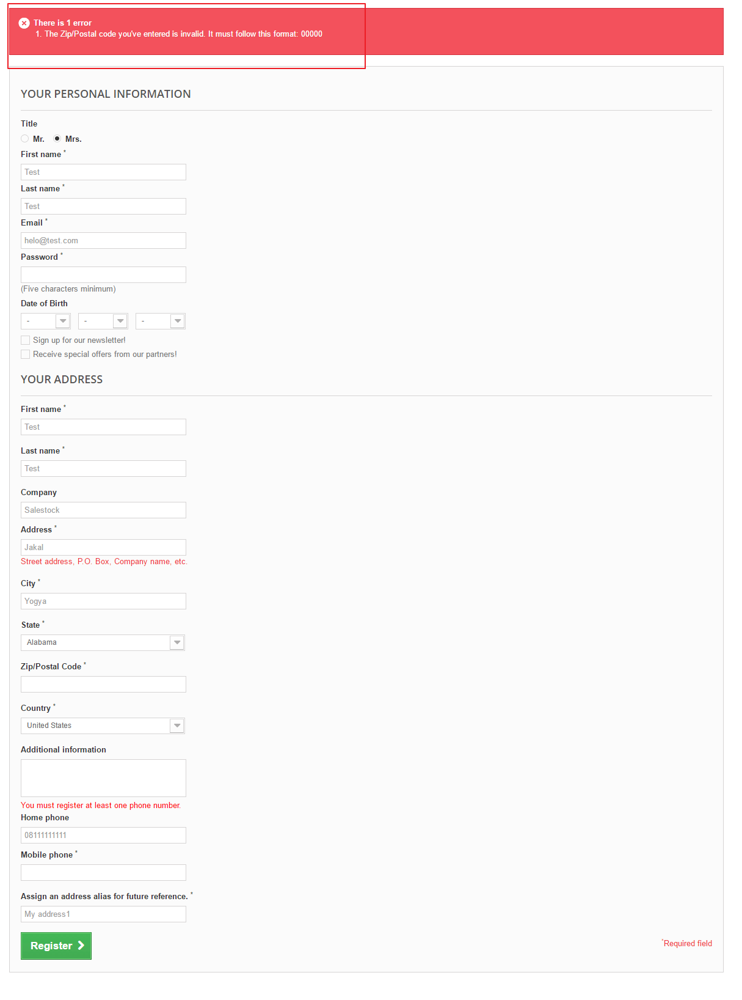 There is 1 error
1. The Zip/Postal code you've entered is invalid. It must follow this format: 00000
YOUR PERSONAL INFORMATION
Title
Mr. Mrs.
First name *
Test
Last name *
Test
Email *
helo@test.com
Password *
(Five characters minimum)
Date of Birth
- - -
Sign up for our newsletter!
Receive special offers from our partners!
YOUR ADDRESS
First name *
Test
Last name *
Test
Company
Salestock
Address *
Jakal
Street address, P.O. Box, Company name, etc.
City *
Yogya
State *
Alabama
Zip/Postal Code *
Country *
United States
Additional information
You must register at least one phone number.
Home phone
08111111111
Mobile phone *
Assign an address alias for future reference. *
My address1
Register
*Required field